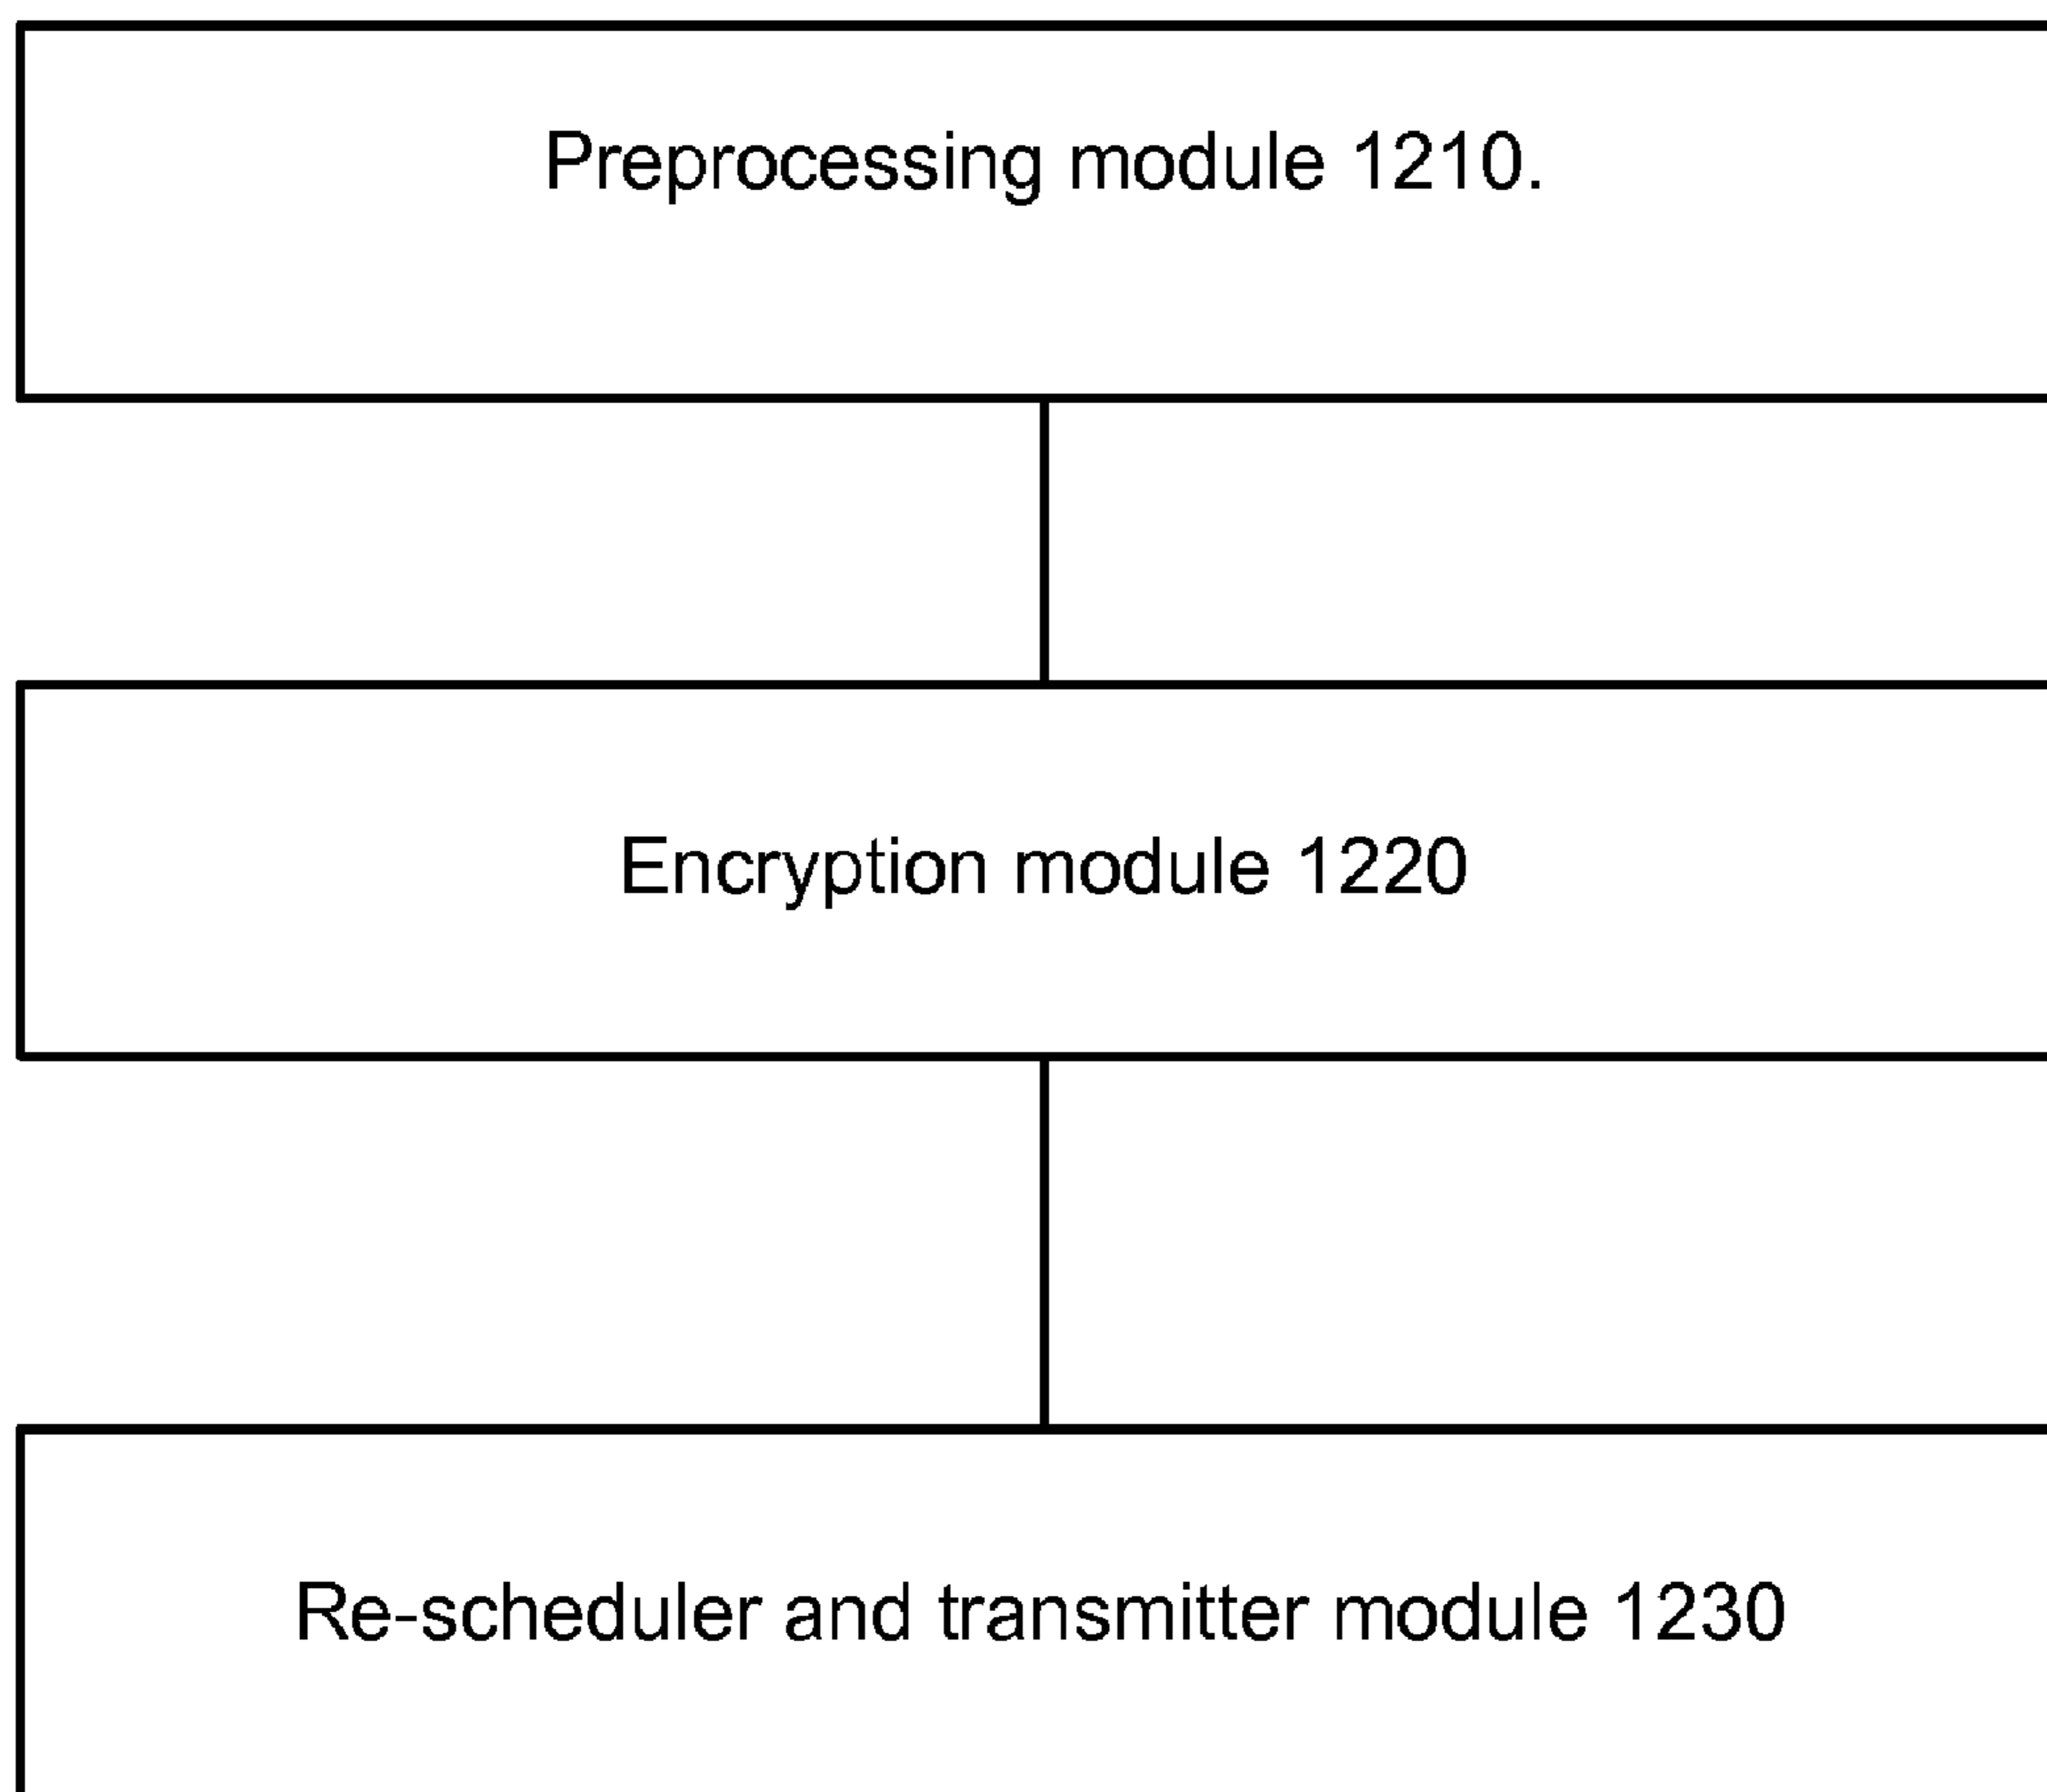 Preprocessing module 1210.
Encryption module 1220
Re-scheduler and transmitter module 1230